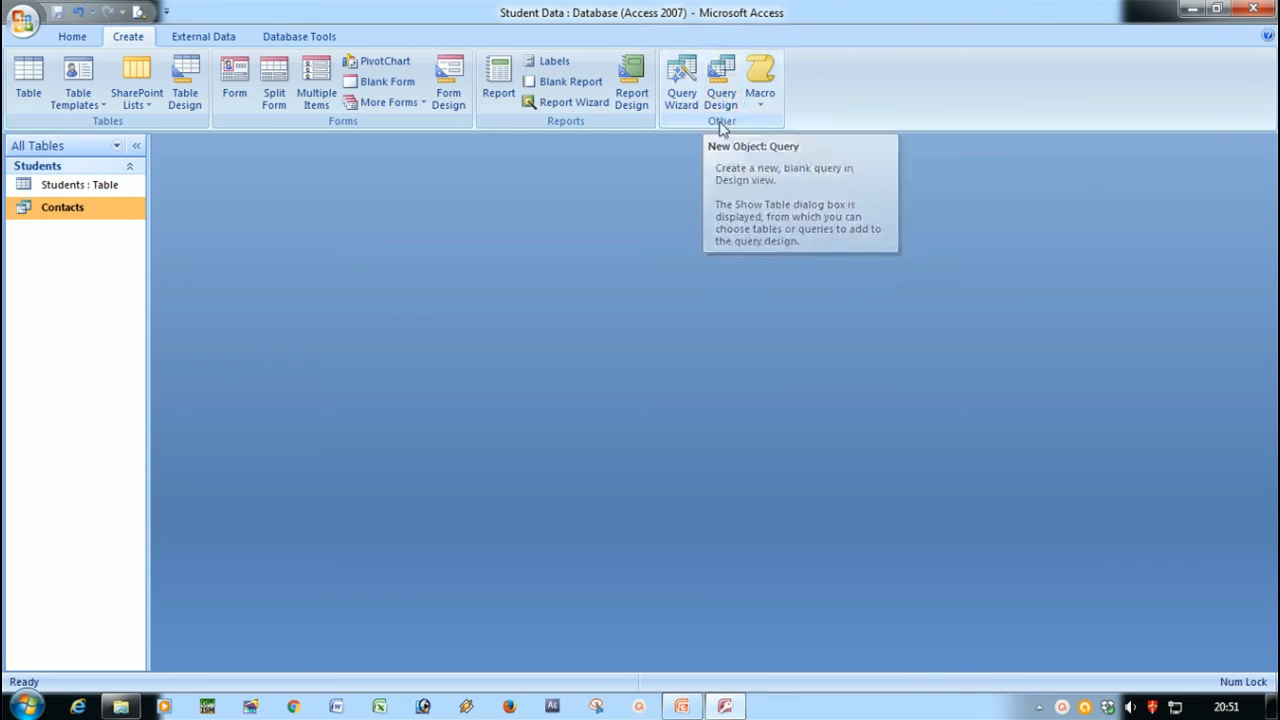 Student Data : Database (Access 2007) - Microsoft Access
Home Create External Data Database Tools
Table
Table Templates
SharePoint Lists
Table Design
Tables
Form
Split Form
Multiple Items
PivotChart
Blank Form
More Forms
Form Design
Forms
Report
Labels
Blank Report
Report Wizard
Report Design
Reports
Query Wizard
Query Design
Macro
Other
All Tables
Students
Students : Table
Contacts
New Object: Query
Create a new, blank query in
Design view.
The Show Table dialog box is
displayed, from which you can
choose tables or queries to add to
the query design.
Ready
Num Lock
20:51